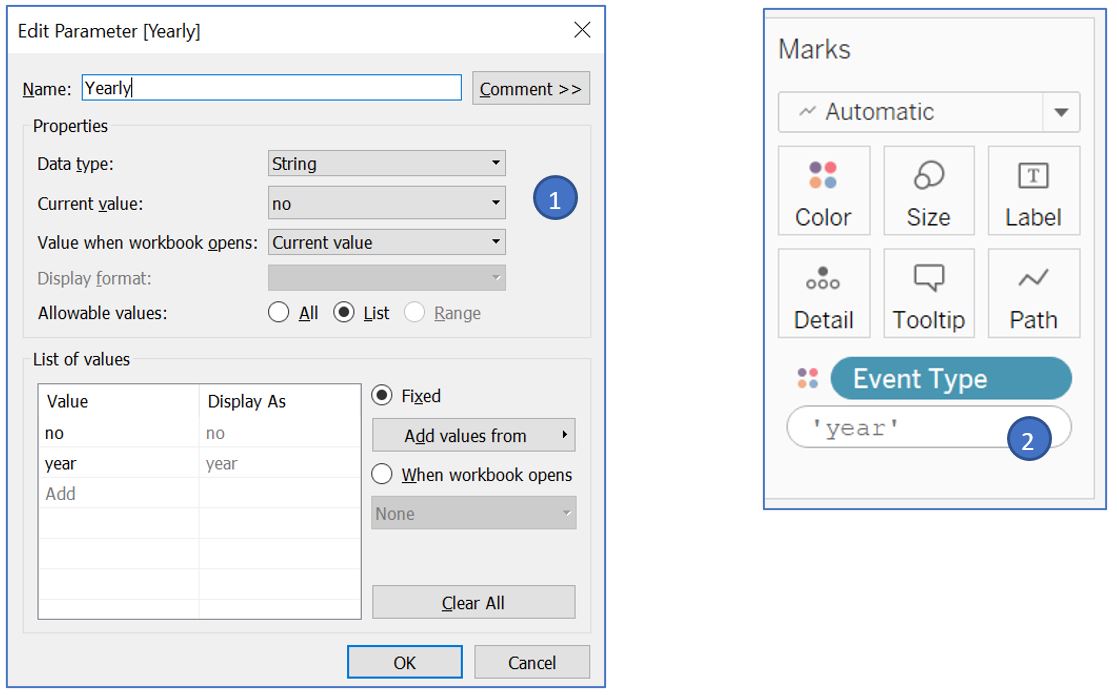 Edit Parameter [Yearly]
Name: Yearly Comment >>
Properties
Data type: String
Current value: no
1
Value when workbook opens: Current value
Display format:
Allowable values: All List Range
List of values
Value Display As
no no
year year
Add
Fixed
Add values from
When workbook opens
None
Clear All
OK Cancel
Marks
Automatic
Color Size Label
Detail Tooltip Path
Event Type
'year'
2